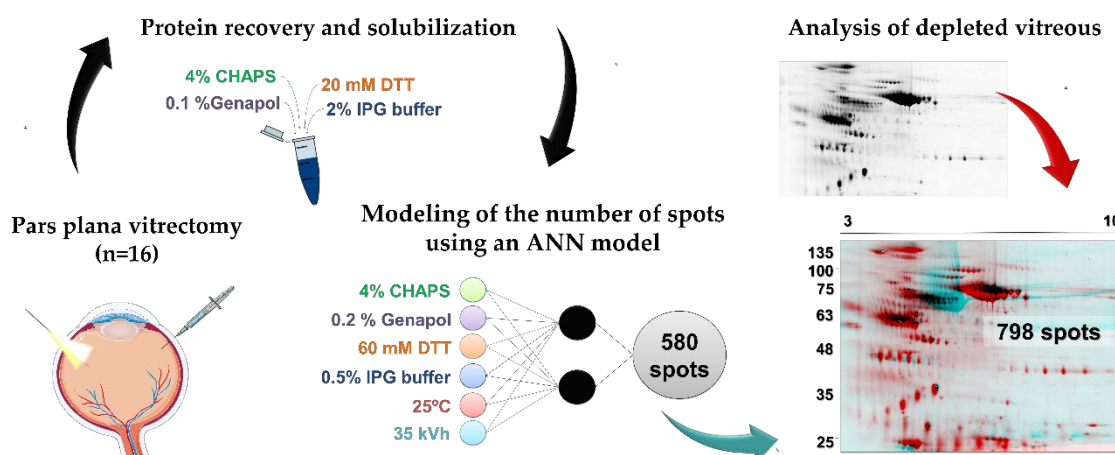 Protein recovery and solubilization
4% CHAPS
0.1 %Genapol
20 mM DTT
2% IPG buffer
Pars plana vitrectomy
(n=16)
Modeling of the number of spots
using an ANN model
4% CHAPS
0.2 % Genapol
60 mM DTT
0.5% IPG buffer
25ºC
35 kVh
580
spots
Analysis of depleted vitreous
3
10
135
100
75
63
48
35
25
798 spots